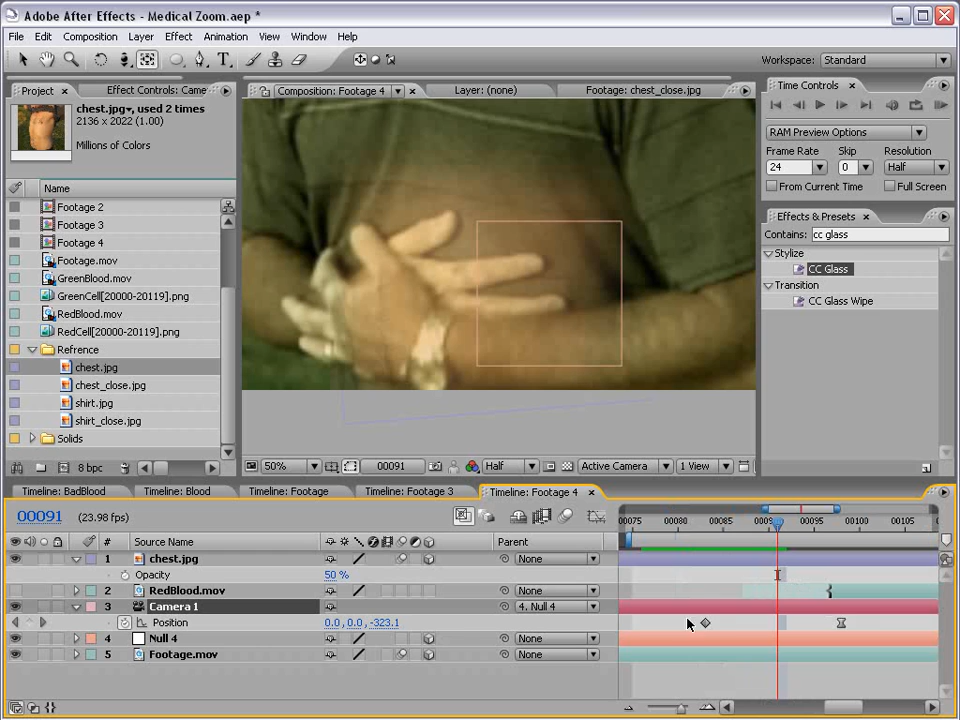 Adobe After Effects - Medical Zoom.aep *
File Edit Composition Layer Effect Animation View Window Help
Workspace: Standard
Project Effect Controls: Came
Composition: Footage 4 Layer: (none) Footage: chest_close.jpg
Time Controls
chest.jpg, used 2 times
2136 x 2022 (1.00)
Millions of Colors
RAM Preview Options
Frame Rate Skip Resolution
24 0 Half
From Current Time Full Screen
Name
Footage 2
Footage 3
Footage 4
Footage.mov
GreenBlood.mov
GreenCell[20000-20119].png
RedBlood.mov
RedCell[20000-20119].png
Refrence
chest.jpg
chest_close.jpg
shirt.jpg
shirt_close.jpg
Solids
8 bpc
Effects & Presets
Contains: cc glass
Stylize
CC Glass
Transition
CC Glass Wipe
50% 00091 Half Active Camera 1 View
Timeline: BadBlood Timeline: Blood Timeline: Footage Timeline: Footage 3 Timeline: Footage 4
00091 (23.98 fps)
00075 00080 00085 00095 00100 00105
# Source Name Parent
1 chest.jpg None
Opacity 50 %
2 RedBlood.mov None
3 Camera 1 4. Null 4
Position 0.0, 0.0, -323.1
4 Null 4 None
5 Footage.mov None